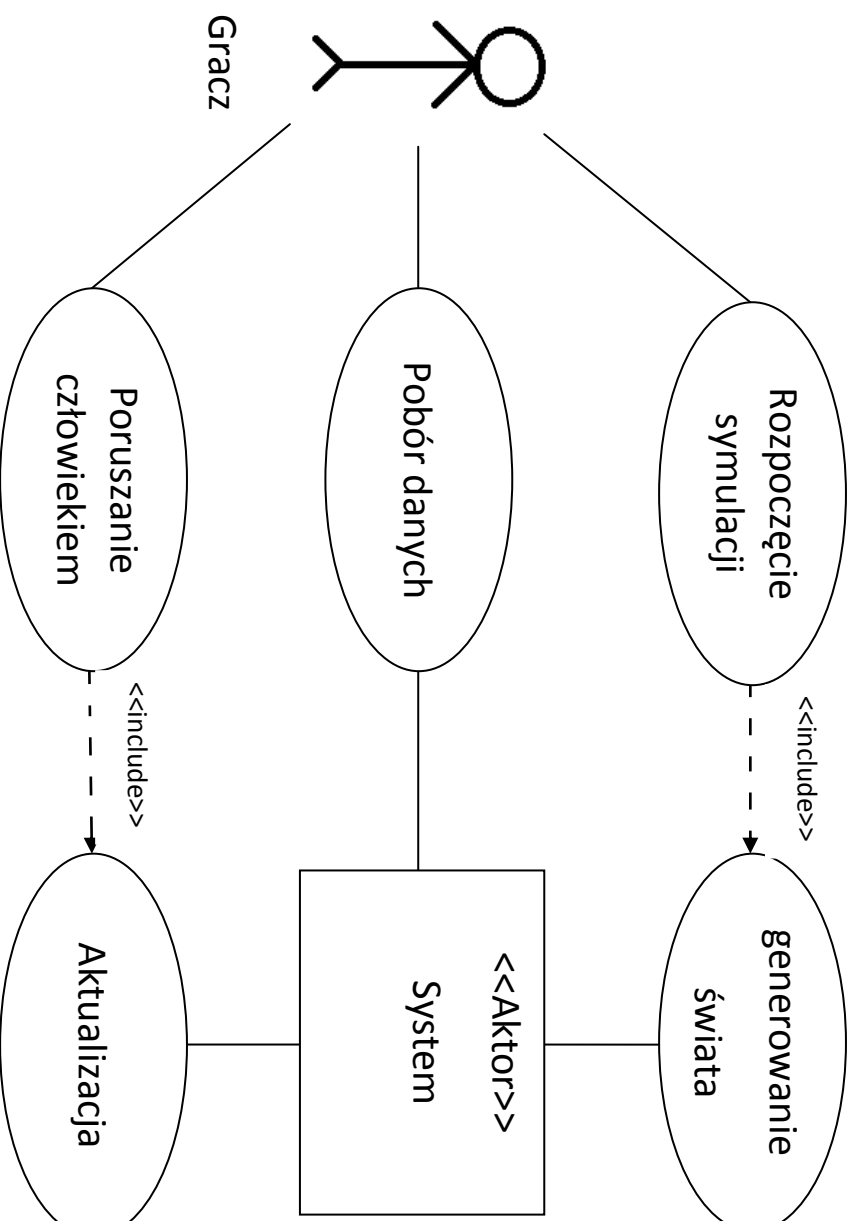 Rozpoczęcie
symulacji
<<include>>
generowanie
świata
Gracz
Pobór danych
<<Aktor>>
System
Poruszanie
człowiekiem
<<include>>
Aktualizacja